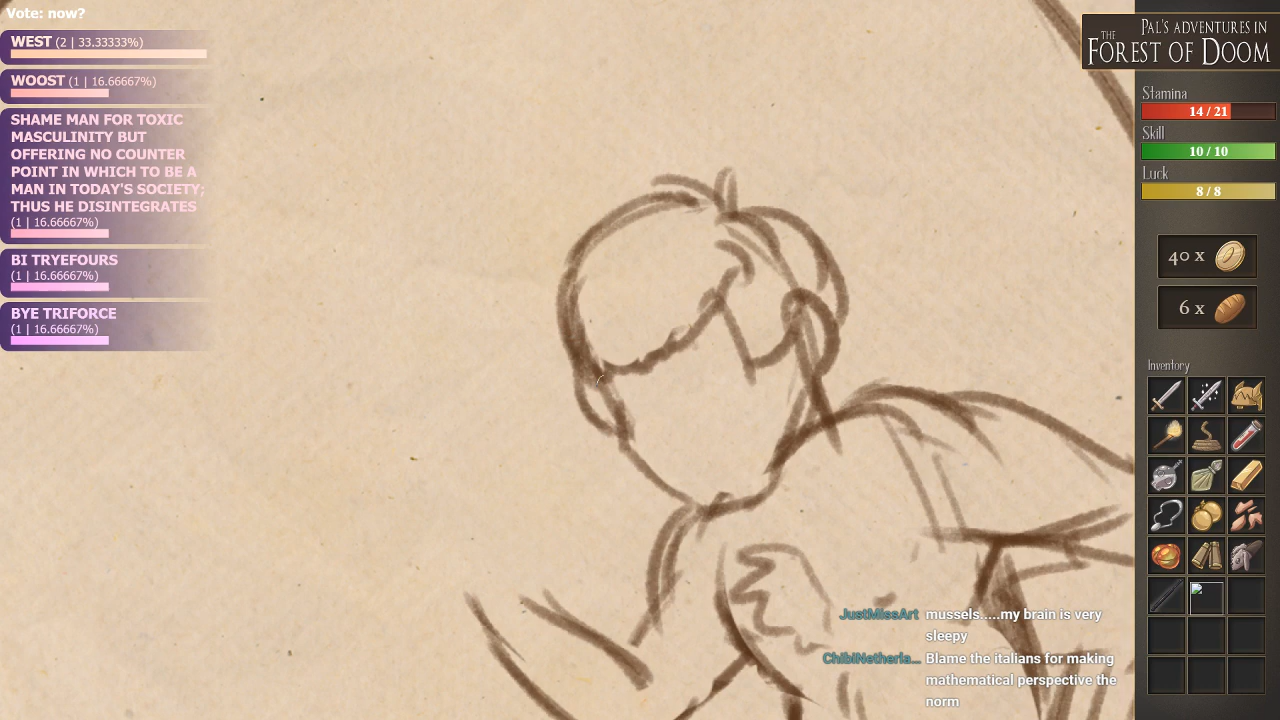 Vote: now?
WEST (2 | 33.33333%)
WOOST (1 | 16.66667%)
SHAME MAN FOR TOXIC
MASCULINITY BUT
OFFERING NO COUNTER
POINT IN WHICH TO BE A
MAN IN TODAY'S SOCIETY;
THUS HE DISINTEGRATES
(1 | 16.66667%)
BI TRYEFOURS
(1 | 16.66667%)
BYE TRIFORCE
(1 | 16.66667%)
JustMissArt mussels.....my brain is very
sleepy
ChibiNetherla... Blame the italians for making
mathematical perspective the
norm
PAL'S ADVENTURES IN
THE FOREST OF DOOM
Stamina
14 / 21
Skill
10 / 10
Luck
8 / 8
40 x
6 x
Inventory